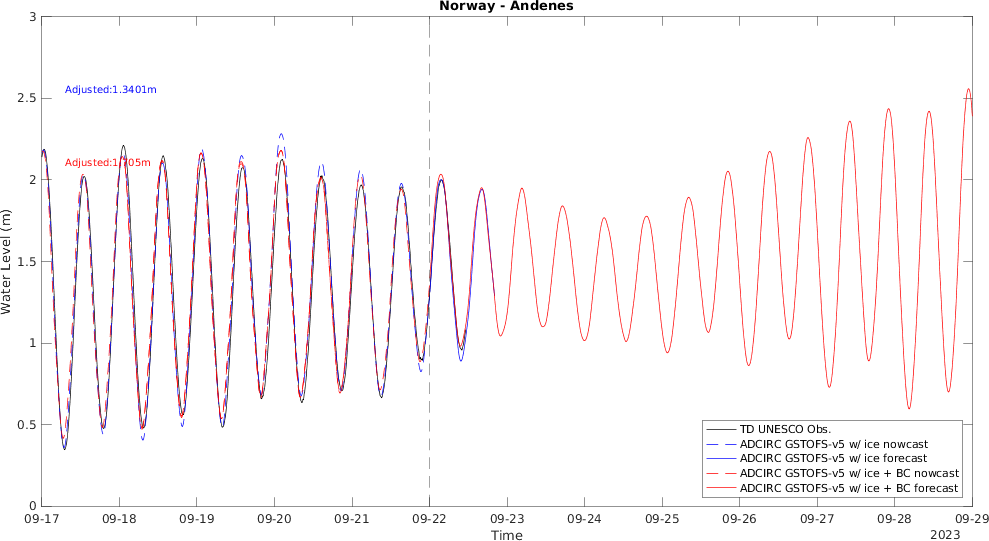 Norway - Andenes
3
2.5
2
1.5
1
0.5
0
Water Level (m)
Adjusted:1.3401m
TD UNESCO Obs.
ADCIRC GSTOFS-v5 w/ ice nowcast
ADCIRC GSTOFS-v5 w/ ice forecast
ADCIRC GSTOFS-v5 w/ ice + BC nowcast
ADCIRC GSTOFS-v5 w/ ice + BC forecast
09-17 09-18 09-19 09-20 09-21 09-22 09-23 09-24 09-25 09-26 09-27 09-28 09-29
Time
2023